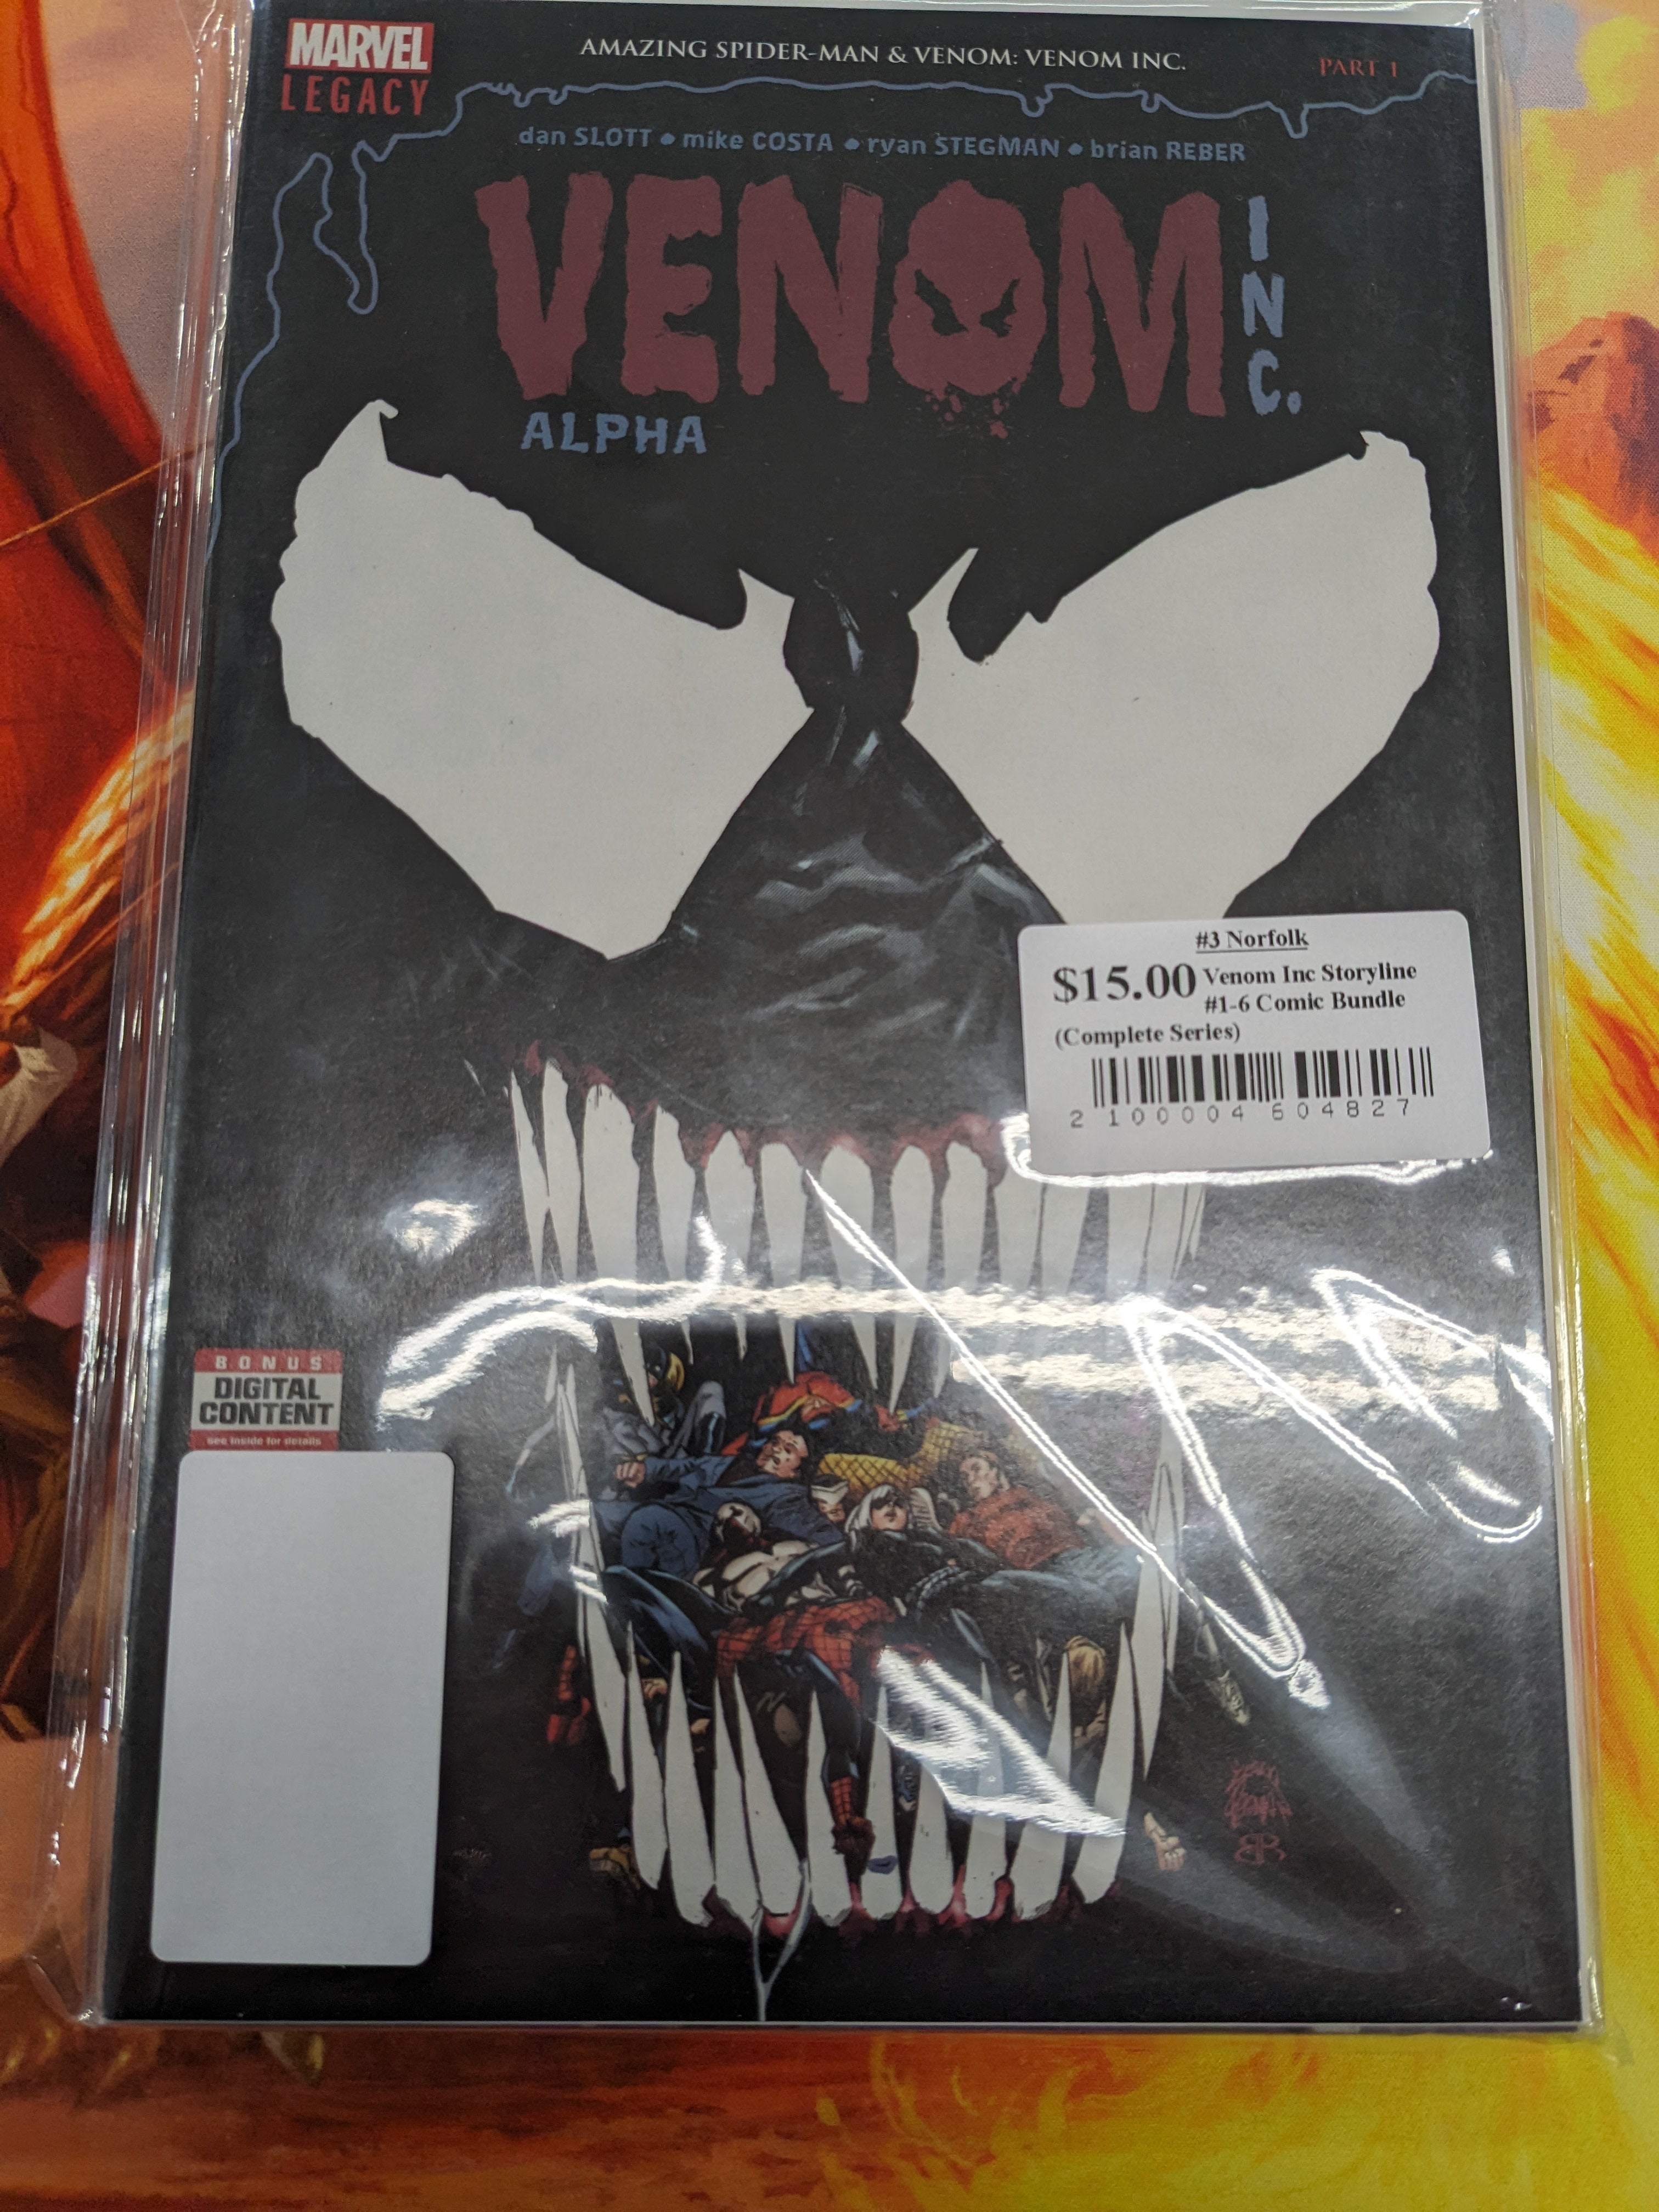 MARVEL
LEGACY
AMAZING SPIDER-MAN & VENOM: VENOM INC.
PART 1
dan SLOTT • mike COSTA • ryan STEGMAN • brian REBER
VENOM
INC.
ALPHA
#3 Norfolk
$15.00 Venom Inc Storyline
#1-6 Comic Bundle
(Complete Series)
2 100004 604827
BONUS
DIGITAL
CONTENT
see inside for details